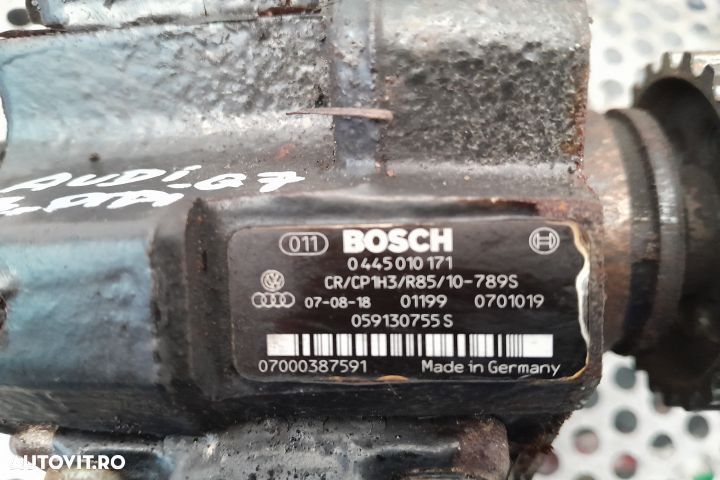 AUDI Q7
011 BOSCH
0 445 010 171
CR/CP1H3/R85/10-789S
07-08-18 01199 0701019
059130755 S
07000387591 Made in Germany
AUTOVIT.RO